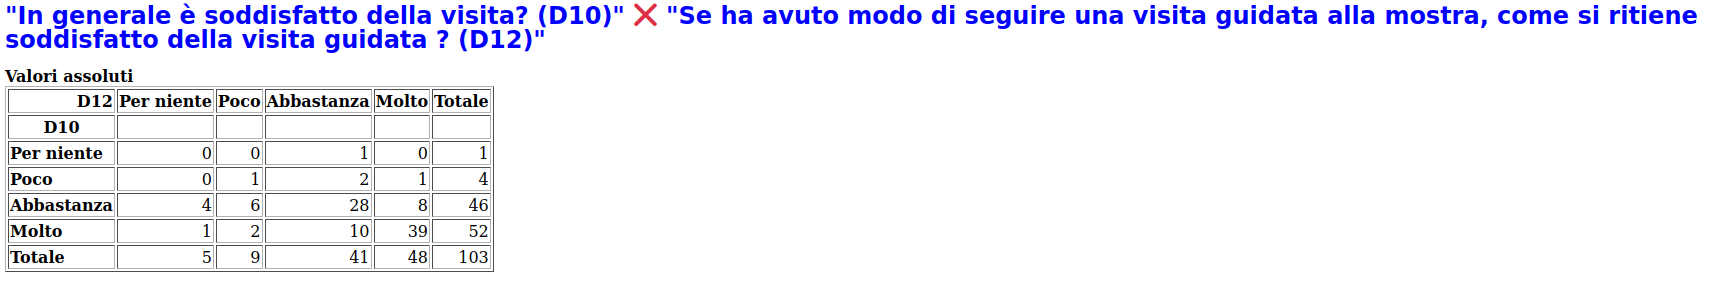 "In generale è soddisfatto della visita? (D10)" ❌ "Se ha avuto modo di seguire una visita guidata alla mostra, come si ritiene
soddisfatto della visita guidata ? (D12)"
Valori assoluti
D12 Per niente Poco Abbastanza Molto Totale
D10
Per niente 0 0 1 0 1
Poco 0 1 2 1 4
Abbastanza 4 6 28 8 46
Molto 1 2 10 39 52
Totale 5 9 41 48 103